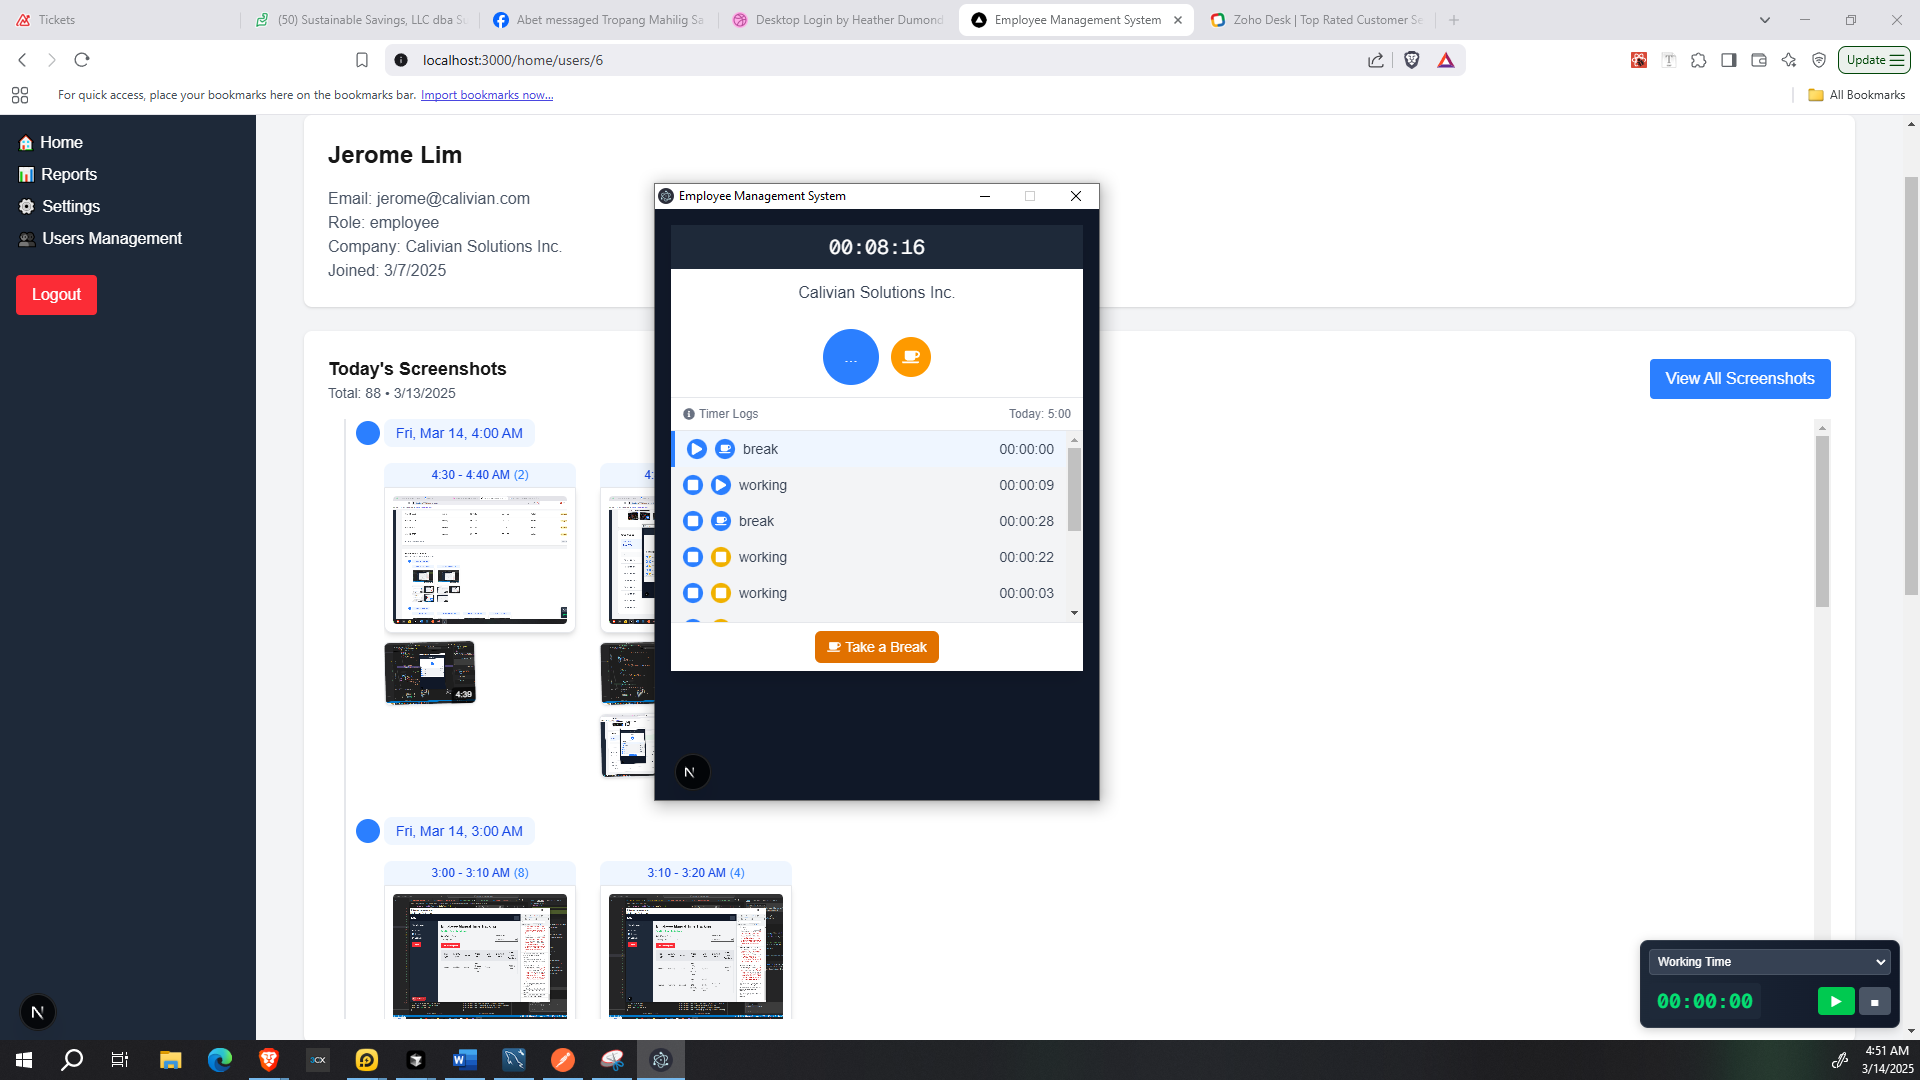 Tickets
(50) Sustainable Savings, LLC dba S
Abet messaged Tropang Mahilig Sa
Desktop Login by Heather Dumond
Employee Management System
Zoho Desk | Top Rated Customer Se
localhost:3000/home/users/6
Update
For quick access, place your bookmarks here on the bookmarks bar. Import bookmarks now...
All Bookmarks
Home
Reports
Settings
Users Management
Logout
Jerome Lim
Email: jerome@calivian.com
Role: employee
Company: Calivian Solutions Inc.
Joined: 3/7/2025
Today's Screenshots
Total: 88 • 3/13/2025
View All Screenshots
Fri, Mar 14, 4:00 AM
4:30 - 4:40 AM (2)
4:
4:39
Fri, Mar 14, 3:00 AM
3:00 - 3:10 AM (8)
3:10 - 3:20 AM (4)
Employee Management System
00:08:16
Calivian Solutions Inc.
...
Timer Logs
Today: 5:00
break 00:00:00
working 00:00:09
break 00:00:28
working 00:00:22
working 00:00:03
Take a Break
N
Working Time
00:00:00
N
3CX
4:51 AM
3/14/2025